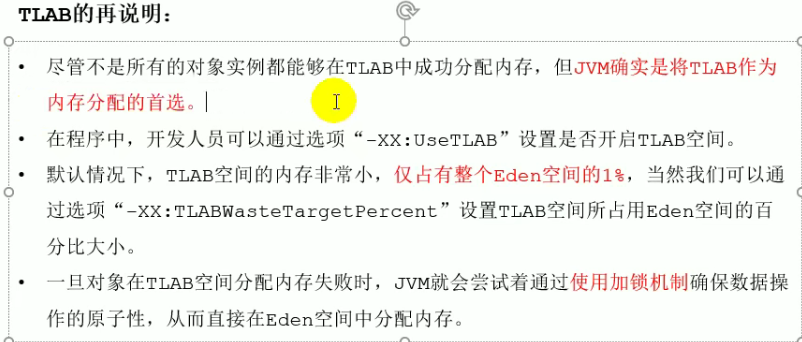 TLAB的再说明：
• 尽管不是所有的对象实例都能够在TLAB中成功分配内存，但JVM确实是将TLAB作为
内存分配的首选。
• 在程序中，开发人员可以通过选项“-XX:UseTLAB”设置是否开启TLAB空间。
• 默认情况下，TLAB空间的内存非常小，仅占有整个Eden空间的1%，当然我们可以通
过选项“-XX:TLABWasteTargetPercent”设置TLAB空间所占用Eden空间的百
分比大小。
• 一旦对象在TLAB空间分配内存失败时，JVM就会尝试着通过使用加锁机制确保数据操
作的原子性，从而直接在Eden空间中分配内存。